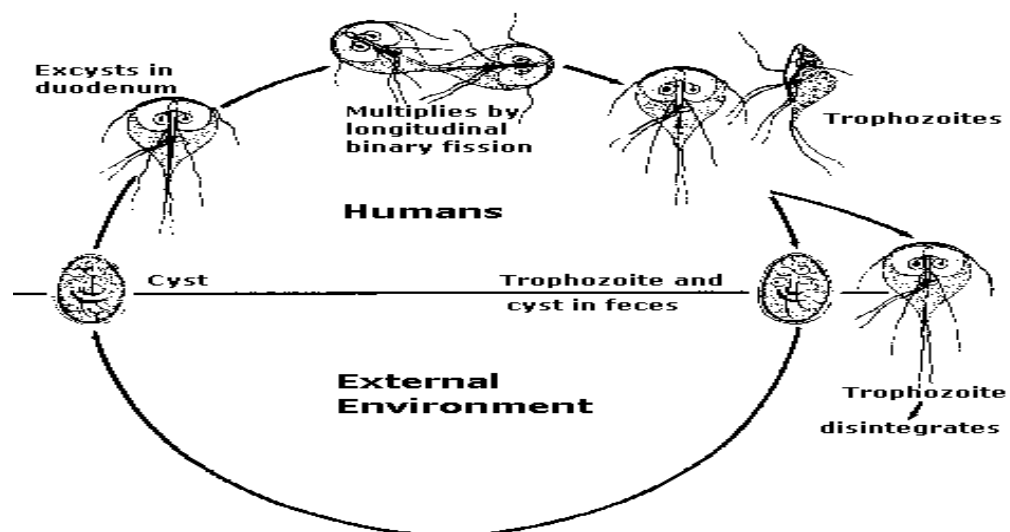 Excysts in
duodenum
Multiplies by
longitudinal
binary fission
Trophozoites
Humans
Cyst
Trophozoite and
cyst in feces
External
Environment
Trophozoite
disintegrates